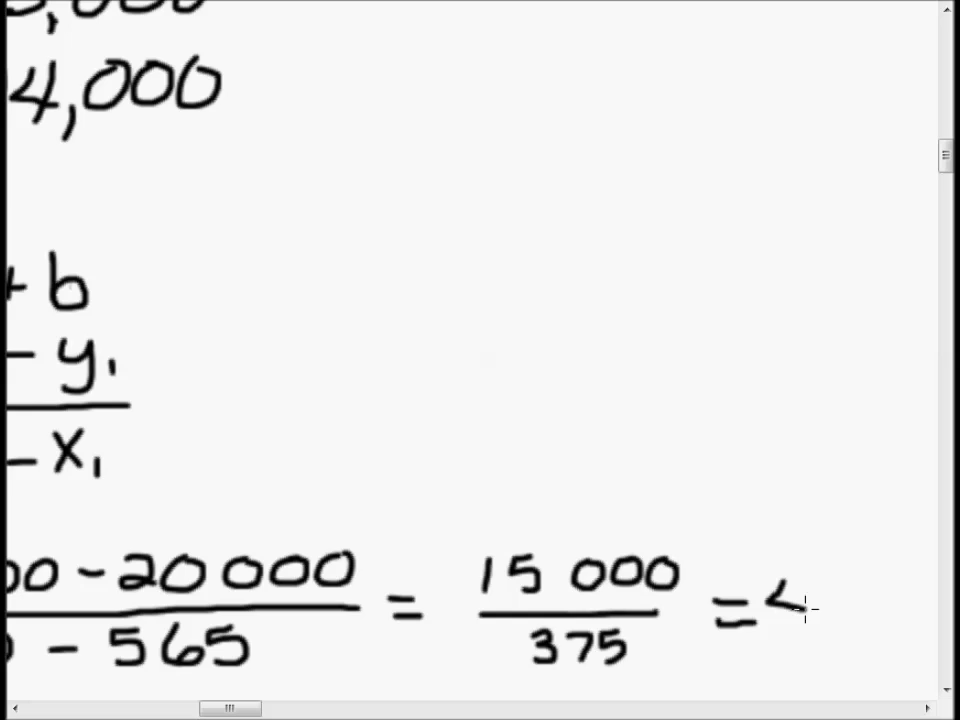 4,000
+ b
- y₁
- x₁
00 - 20 000 = 15 000 =
- 565 375